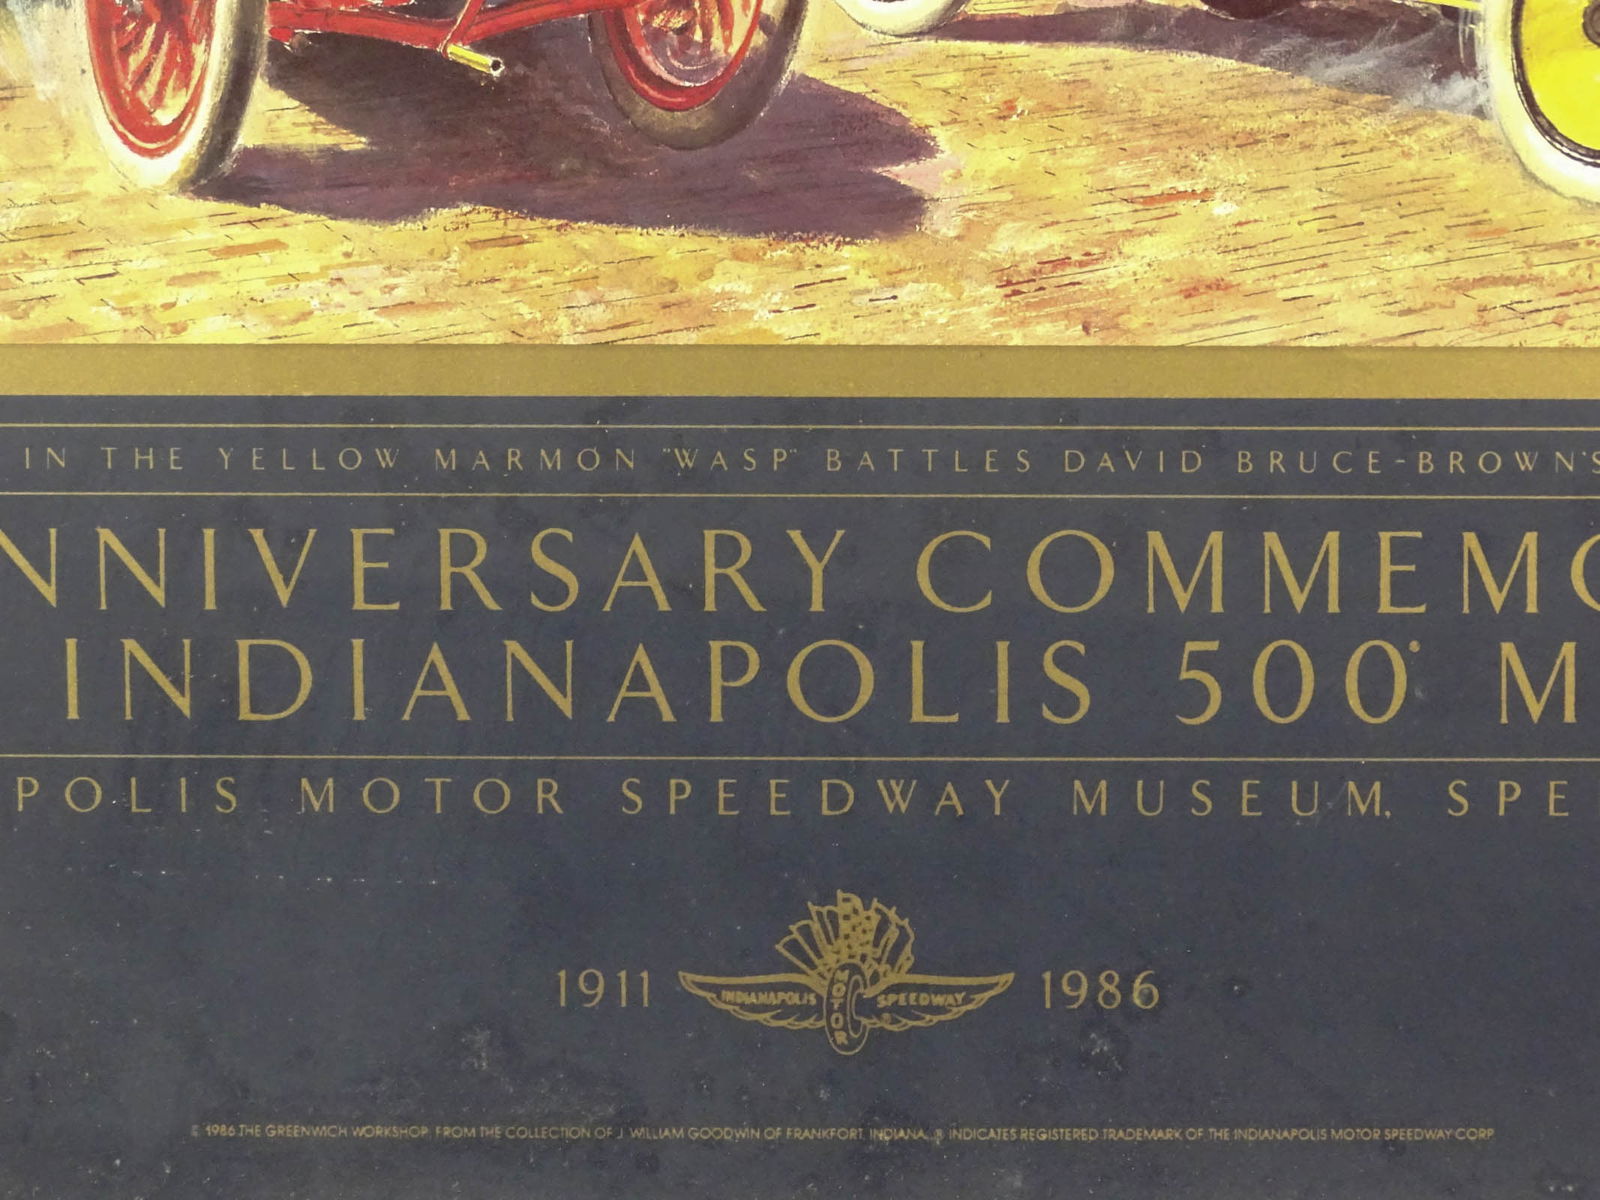 IN THE YELLOW MARMON "WASP" BATTLES DAVID BRUCE-BROWN'S
NNIVERSARY COMMEMO
INDIANAPOLIS 500® M
POLIS MOTOR SPEEDWAY MUSEUM, SPE
1911 INDIANAPOLIS MOTOR SPEEDWAY ® 1986
© 1986 THE GREENWICH WORKSHOP. FROM THE COLLECTION OF J. WILLIAM GOODWIN OF FRANKFORT, INDIANA. ® INDICATES REGISTERED TRADEMARK OF THE INDIANAPOLIS MOTOR SPEEDWAY CORP.